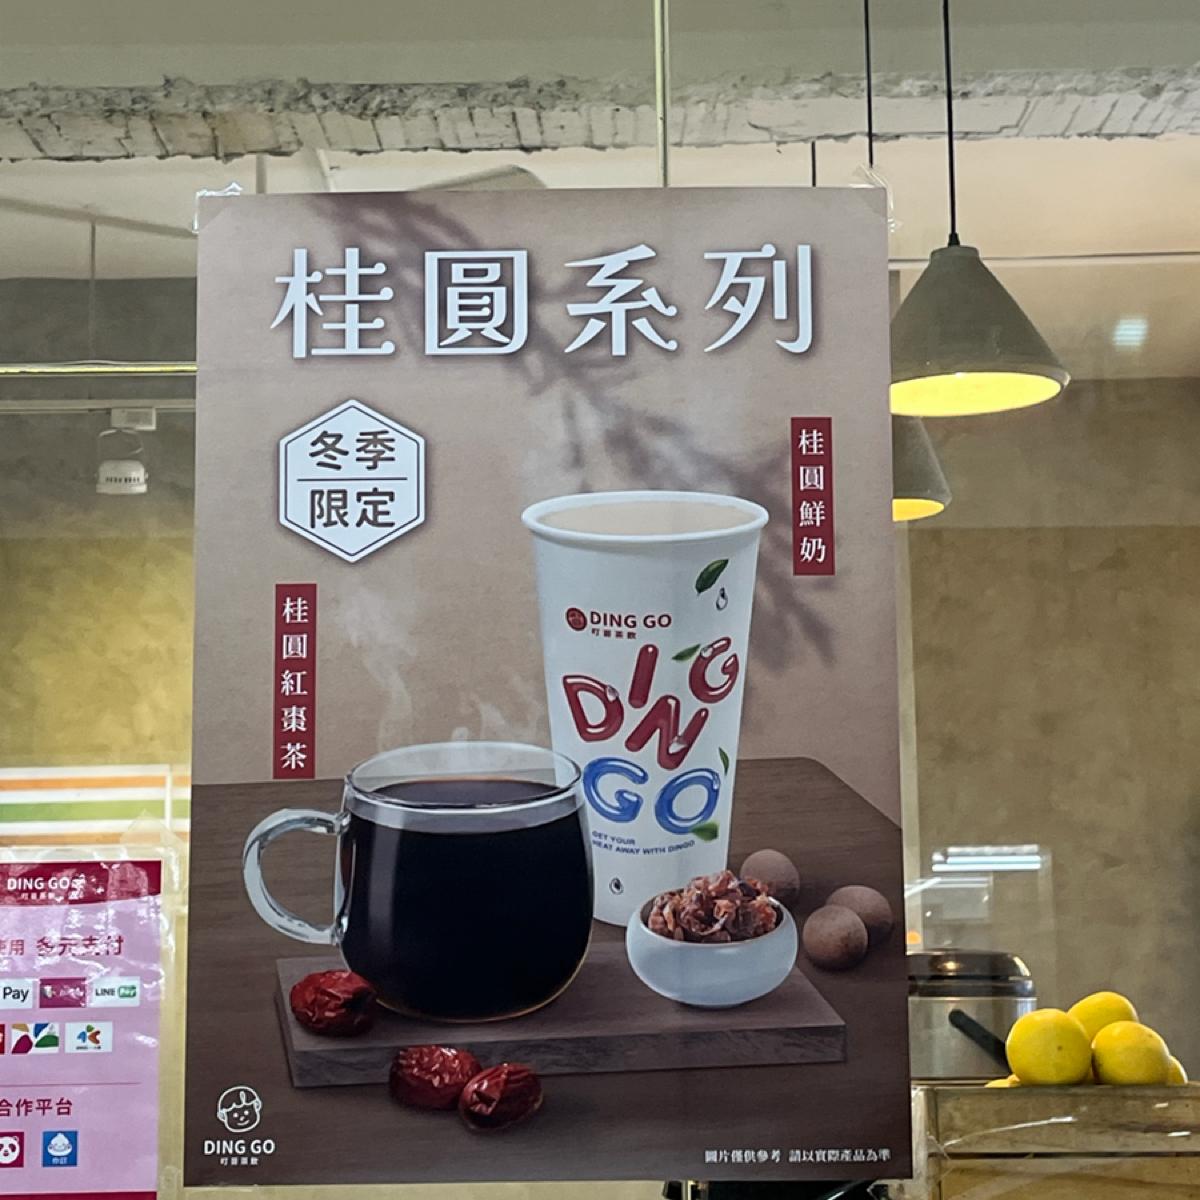 桂圓系列
冬季
限定
桂圓鮮奶
桂圓紅棗茶
DING GO
叮哥茶飲
DING
GO
GET YOUR
HEAT AWAY WITH DINGO
DING GO
叮哥茶飲
圖片僅供參考 請以實際產品為準
DING GO
叮哥茶飲
使用 多元支付
Pay
LINE Pay
合作平台